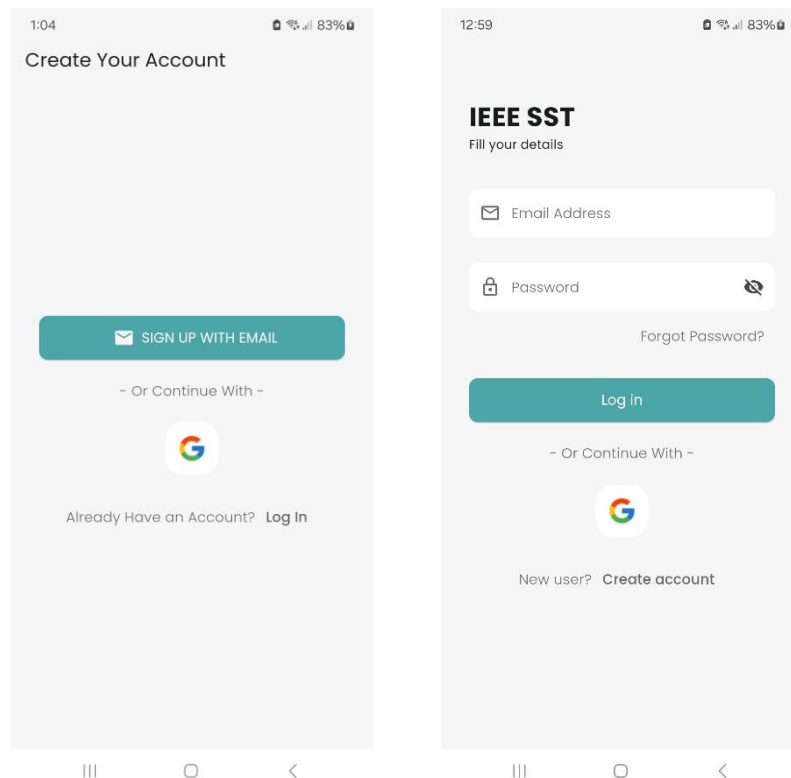 1:04
83%
Create Your Account
SIGN UP WITH EMAIL
- Or Continue With -
G
Already Have an Account? Log In
12:59
83%
IEEE SST
Fill your details
Email Address
Password
Forgot Password?
Log in
- Or Continue With -
G
New user? Create account